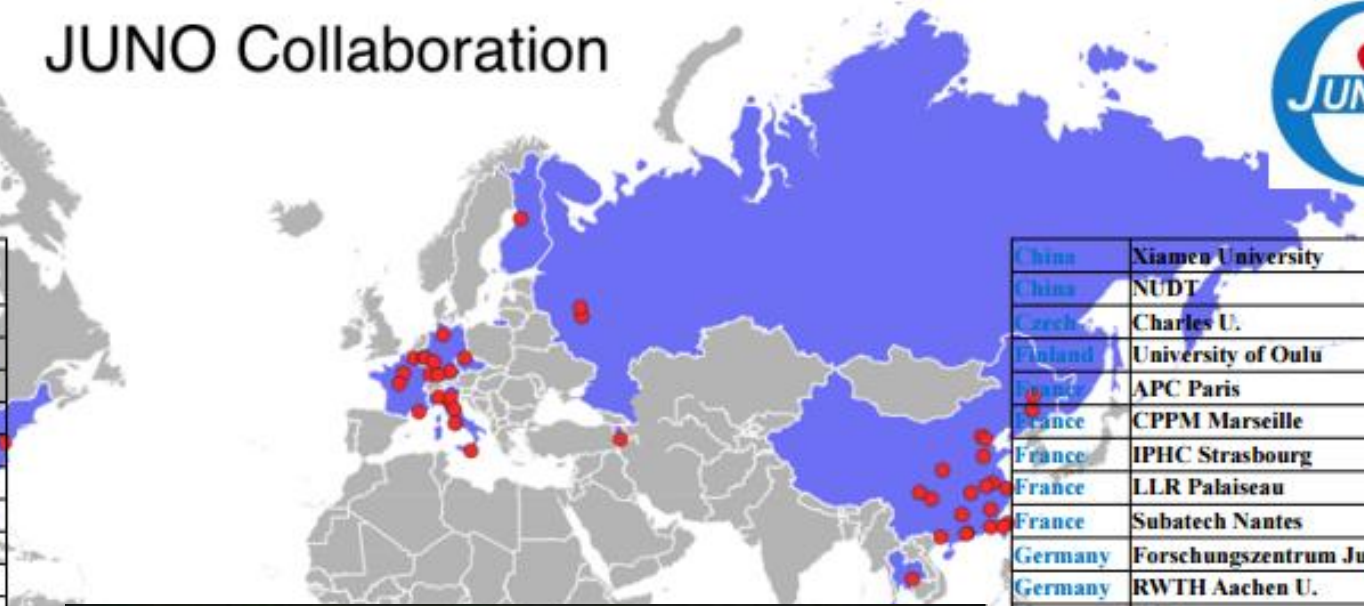 JUNO Collaboration
China Xiamen University
China NUDT
Czech Charles U.
Finland University of Oulu
France APC Paris
France CPPM Marseille
France IPHC Strasbourg
France LLR Palaiseau
France Subatech Nantes
Germany Forschungszentrum Ju
Germany RWTH Aachen U.